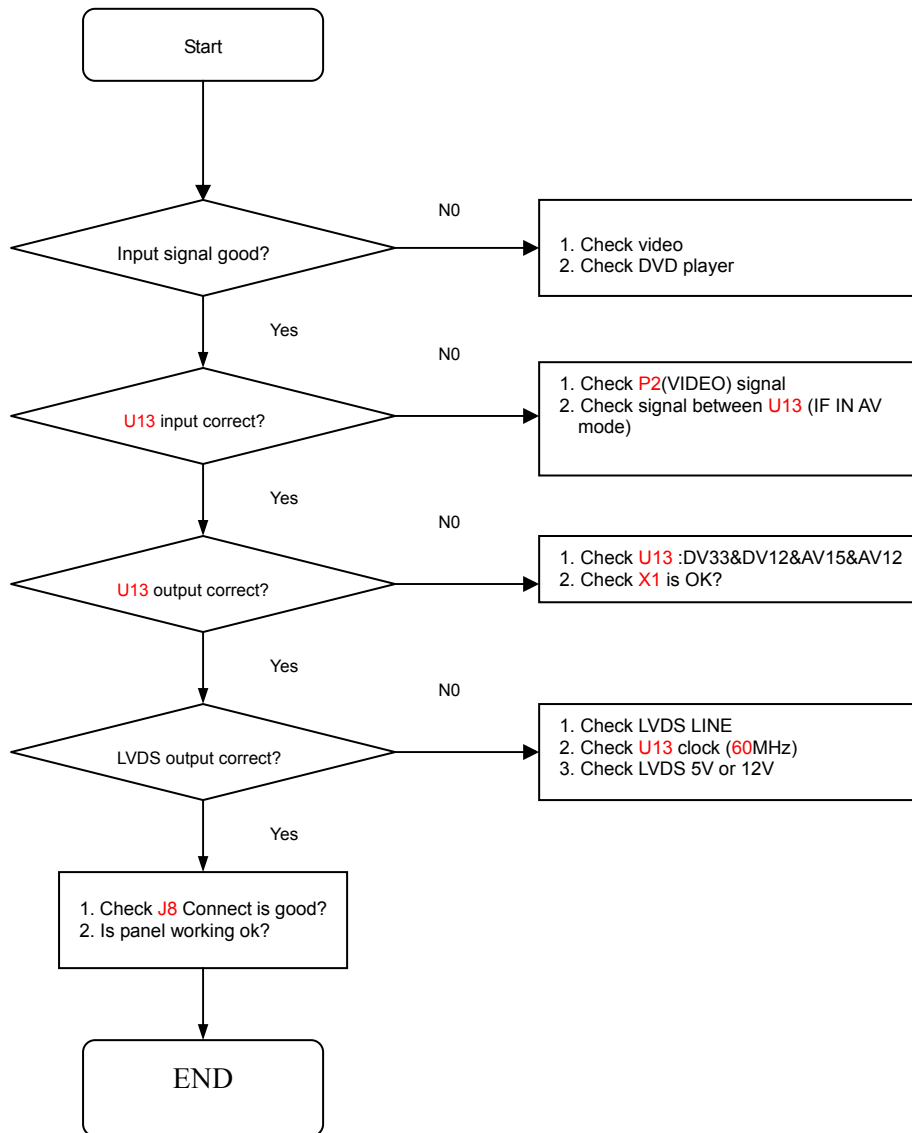 Start
N0
Input signal good?
1. Check video
2. Check DVD player
Yes
N0
U13 input correct?
1. Check P2(VIDEO) signal
2. Check signal between U13 (IF IN AV
mode)
Yes
N0
U13 output correct?
1. Check U13 :DV33&DV12&AV15&AV12
2. Check X1 is OK?
Yes
N0
LVDS output correct?
1. Check LVDS LINE
2. Check U13 clock (60MHz)
3. Check LVDS 5V or 12V
Yes
1. Check J8 Connect is good?
2. Is panel working ok?
END